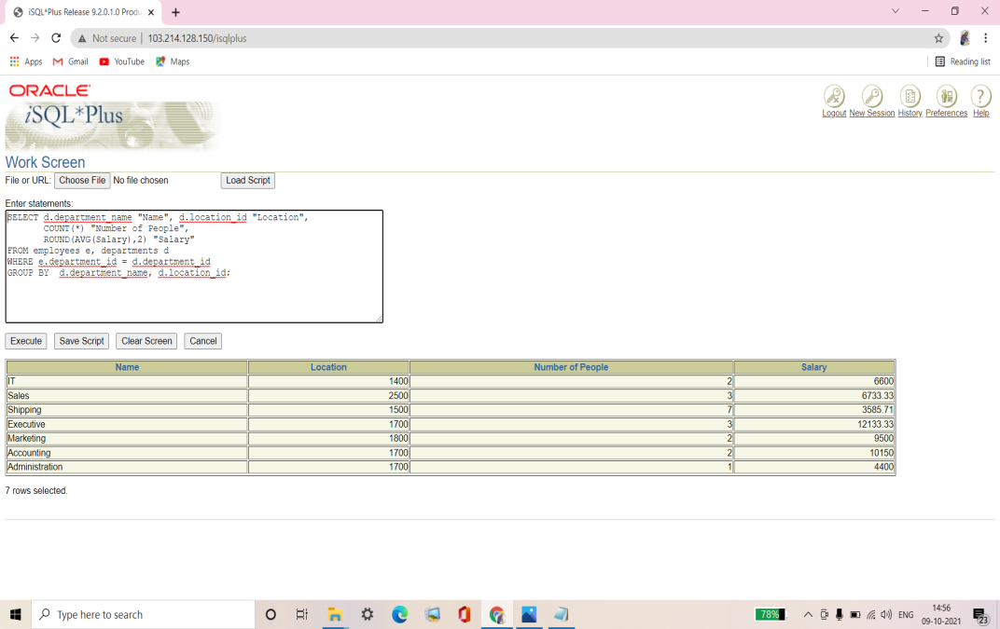 iSQL*Plus Release 9.2.0.1.0 Produ
Not secure | 103.214.128.150/isqlplus
Apps Gmail YouTube Maps Reading list
ORACLE
iSQL*Plus
Logout New Session History Preferences Help
Work Screen
File or URL: Choose File No file chosen Load Script
Enter statements:
SELECT d.department_name "Name", d.location_id "Location",
COUNT(*) "Number of People",
ROUND(AVG(Salary),2) "Salary"
FROM employees e, departments d
WHERE e.department_id = d.department_id
GROUP BY d.department_name, d.location_id;
Execute Save Script Clear Screen Cancel
Name Location Number of People Salary
IT 1400 2 6600
Sales 2500 3 6733.33
Shipping 1500 7 3585.71
Executive 1700 3 12133.33
Marketing 1800 2 9500
Accounting 1700 2 10150
Administration 1700 1 4400
7 rows selected.
Type here to search
78%
ENG
14:56
09-10-2021
23